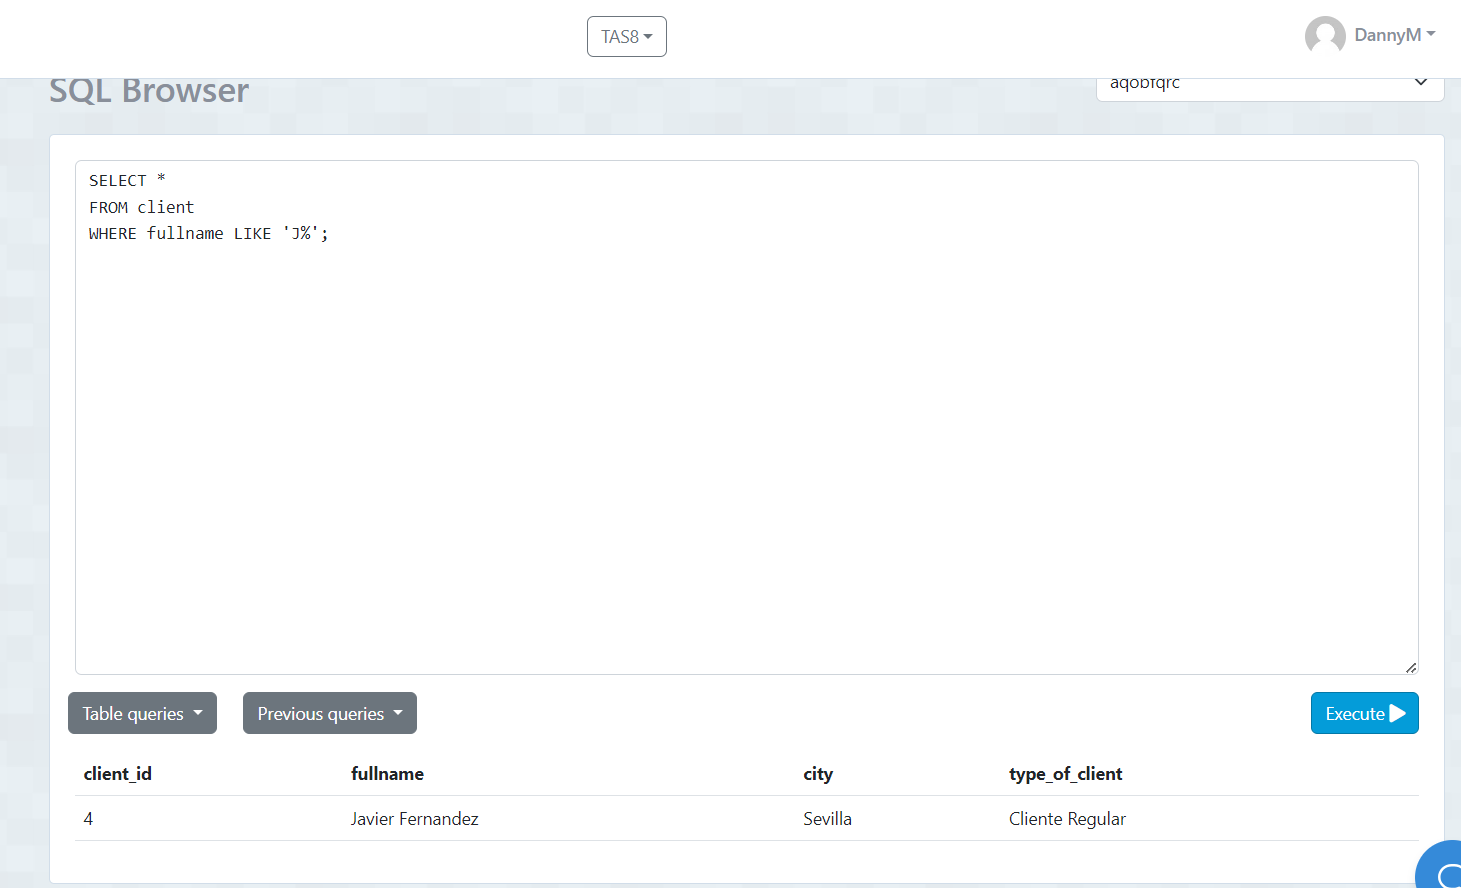 TAS8
DannyM
SQL Browser
aqobfqrc
SELECT *
FROM client
WHERE fullname LIKE 'J%';
Table queries
Previous queries
Execute
client_id fullname city type_of_client
4 Javier Fernandez Sevilla Cliente Regular